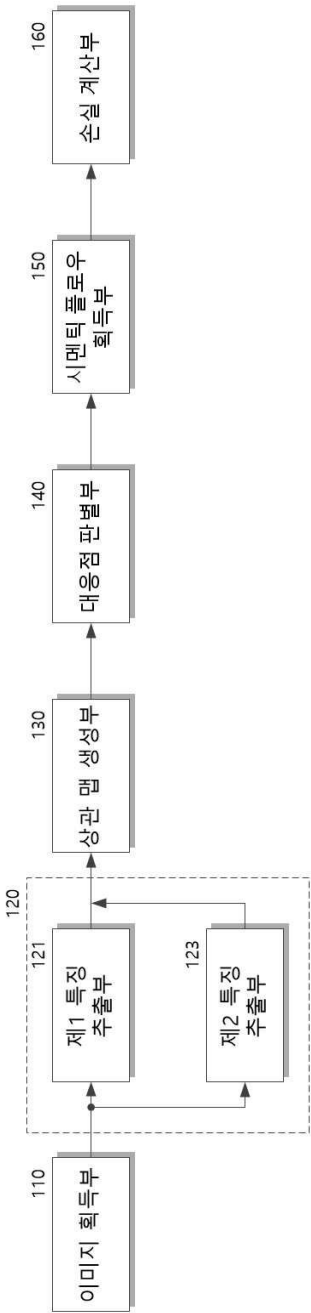 110
이미지 획득부
120
121
제1 특징
추출부
123
제2 특징
추출부
130
상관 맵 생성부
140
대응점 판별부
150
시멘틱 플로우
획득부
160
손실 계산부